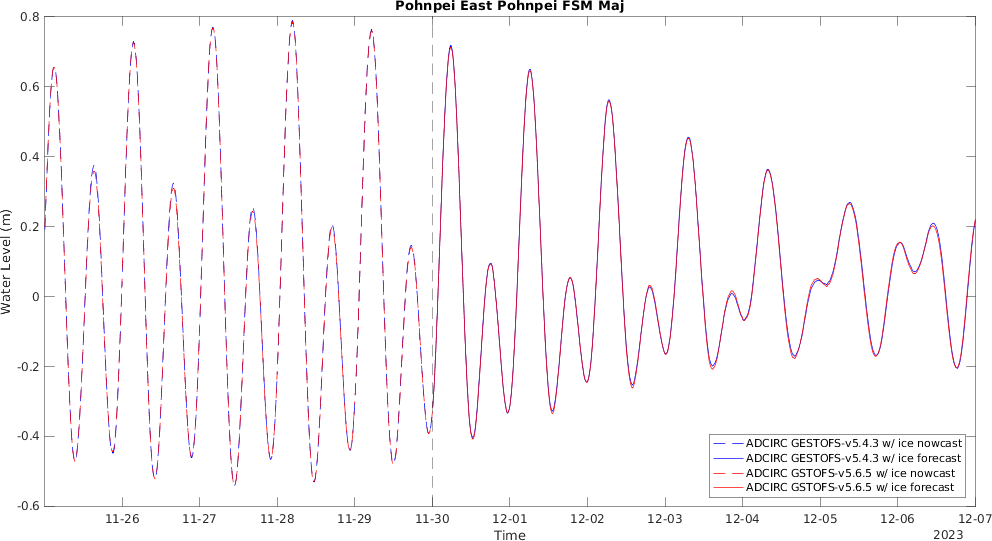 Pohnpei East Pohnpei FSM Maj
0.8
0.6
0.4
0.2
0
-0.2
-0.4
-0.6
Water Level (m)
ADCIRC GESTOFS-v5.4.3 w/ ice nowcast
ADCIRC GESTOFS-v5.4.3 w/ ice forecast
ADCIRC GSTOFS-v5.6.5 w/ ice nowcast
ADCIRC GSTOFS-v5.6.5 w/ ice forecast
11-26 11-27 11-28 11-29 11-30 12-01 12-02 12-03 12-04 12-05 12-06 12-07
Time
2023